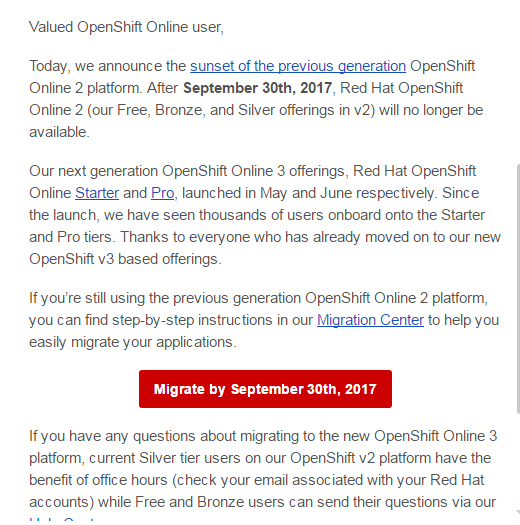 Valued OpenShift Online user,
Today, we announce the sunset of the previous generation OpenShift
Online 2 platform. After September 30th, 2017, Red Hat OpenShift
Online 2 (our Free, Bronze, and Silver offerings in v2) will no longer be
available.
Our next generation OpenShift Online 3 offerings, Red Hat OpenShift
Online Starter and Pro, launched in May and June respectively. Since
the launch, we have seen thousands of users onboard onto the Starter
and Pro tiers. Thanks to everyone who has already moved on to our new
OpenShift v3 based offerings.
If you’re still using the previous generation OpenShift Online 2 platform,
you can find step-by-step instructions in our Migration Center to help you
easily migrate your applications.
Migrate by September 30th, 2017
If you have any questions about migrating to the new OpenShift Online 3
platform, current Silver tier users on our OpenShift v2 platform have the
benefit of office hours (check your email associated with your Red Hat
accounts) while Free and Bronze users can send their questions via our